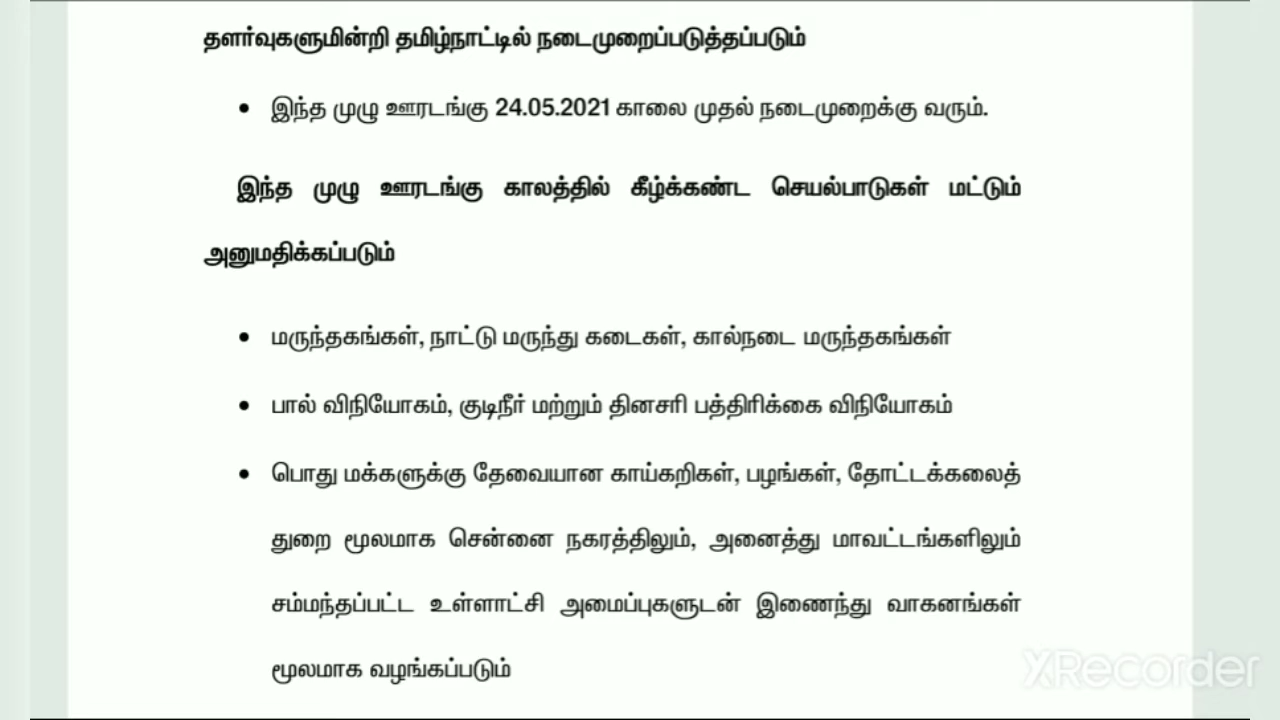 தளர்வுகளுமின்றி தமிழ்நாட்டில் நடைமுறைப்படுத்தப்படும்
• இந்த முழு ஊரடங்கு 24.05.2021 காலை முதல் நடைமுறைக்கு வரும்.
இந்த முழு ஊரடங்கு காலத்தில் கீழ்க்கண்ட செயல்பாடுகள் மட்டும்
அனுமதிக்கப்படும்
• மருந்தகங்கள், நாட்டு மருந்து கடைகள், கால்நடை மருந்தகங்கள்
• பால் விநியோகம், குடிநீர் மற்றும் தினசரி பத்திரிக்கை விநியோகம்
• பொது மக்களுக்கு தேவையான காய்கறிகள், பழங்கள், தோட்டக்கலைத்
துறை மூலமாக சென்னை நகரத்திலும், அனைத்து மாவட்டங்களிலும்
சம்மந்தப்பட்ட உள்ளாட்சி அமைப்புகளுடன் இணைந்து வாகனங்கள்
மூலமாக வழங்கப்படும்
XRecorder